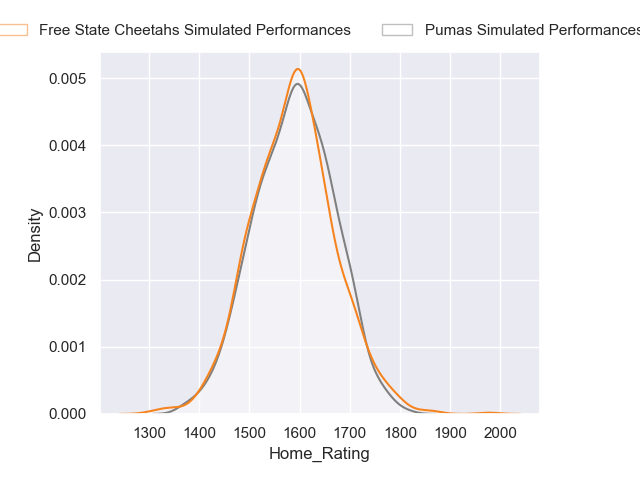 Free State Cheetahs Simulated Performances
Pumas Simulated Performances
0.005
0.004
0.003
0.002
0.001
0.000
Density
1300 1400 1500 1600 1700 1800 1900 2000
Home_Rating